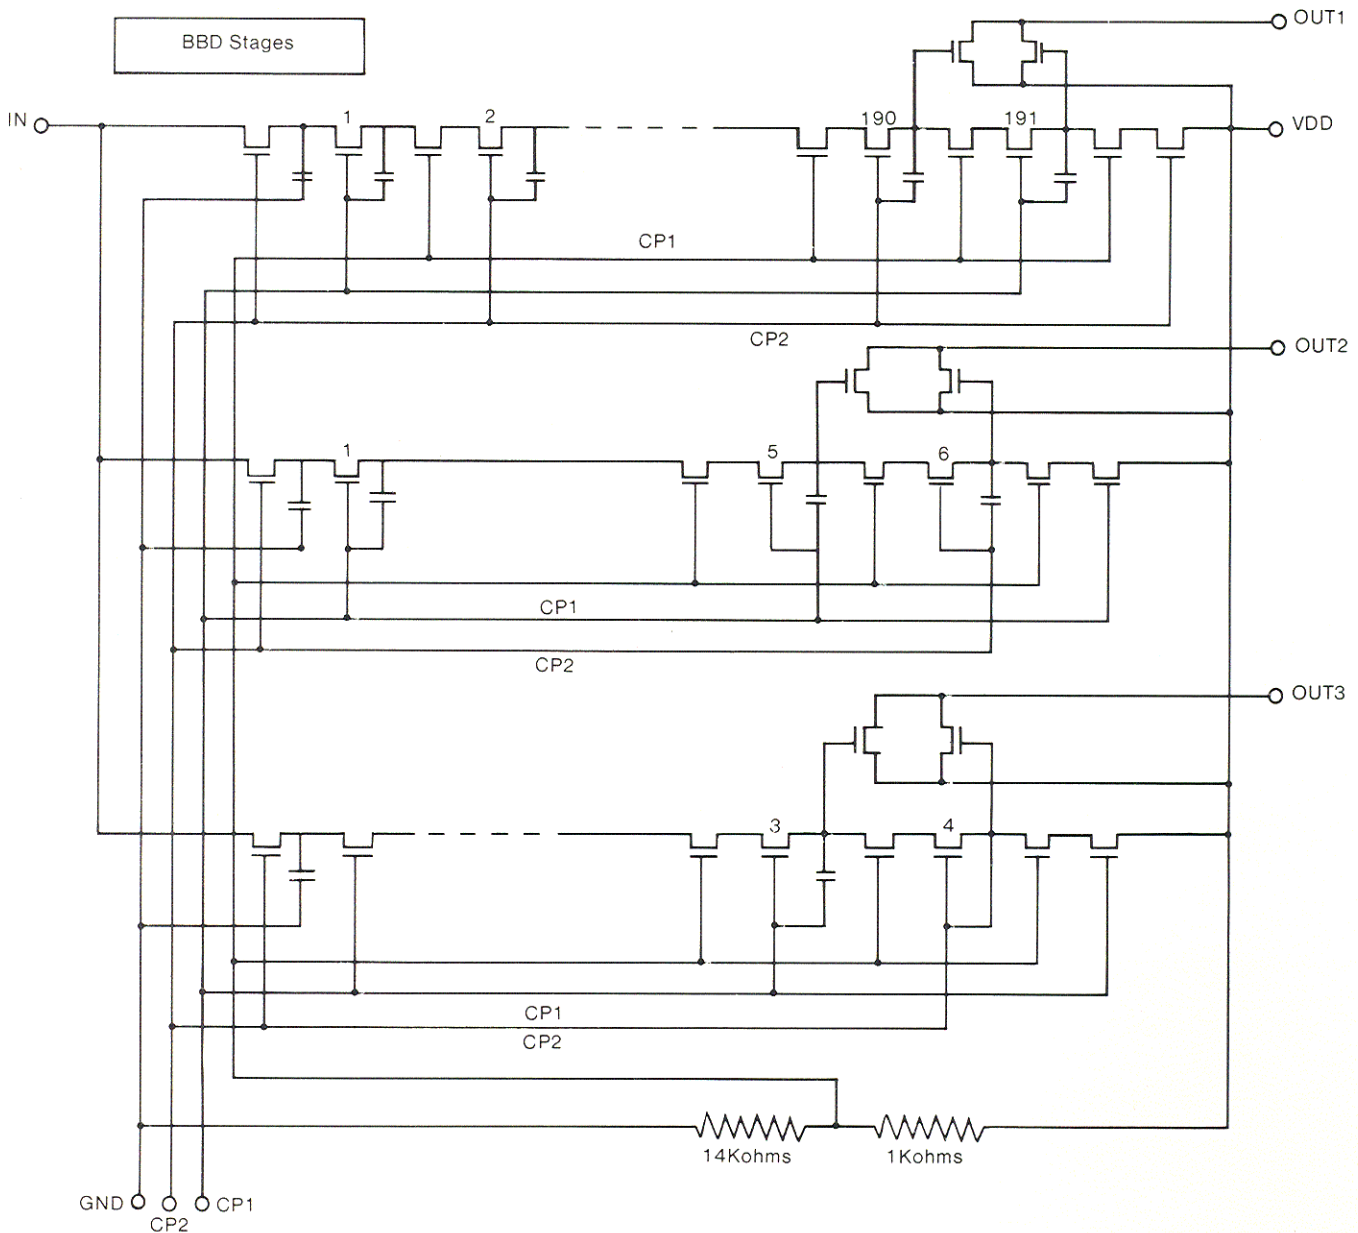 BBD Stages
OUT1
IN
1
2
190
191
VDD
CP1
CP2
OUT2
1
5
6
CP1
CP2
OUT3
3
4
CP1
CP2
14Kohms
1Kohms
GND
CP1
CP2